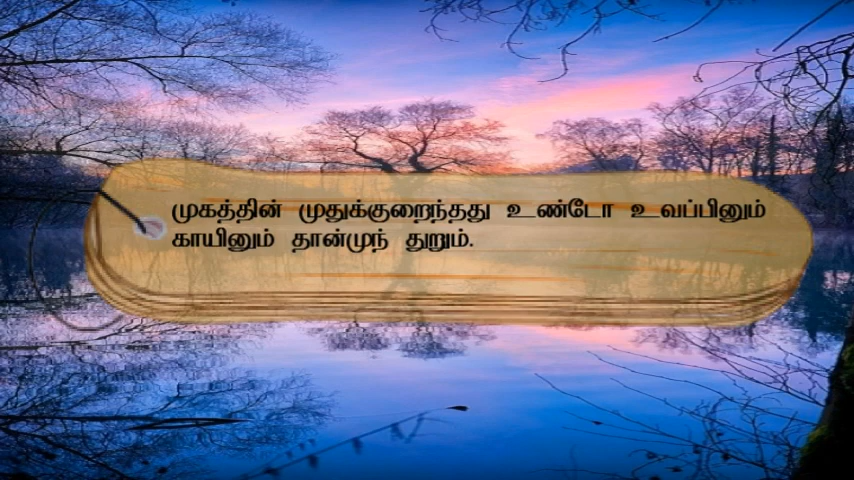 முகத்தின் முதுக்குறைந்தது உண்டோ உவப்பினும்
காயினும் தான்முந் துறும்.